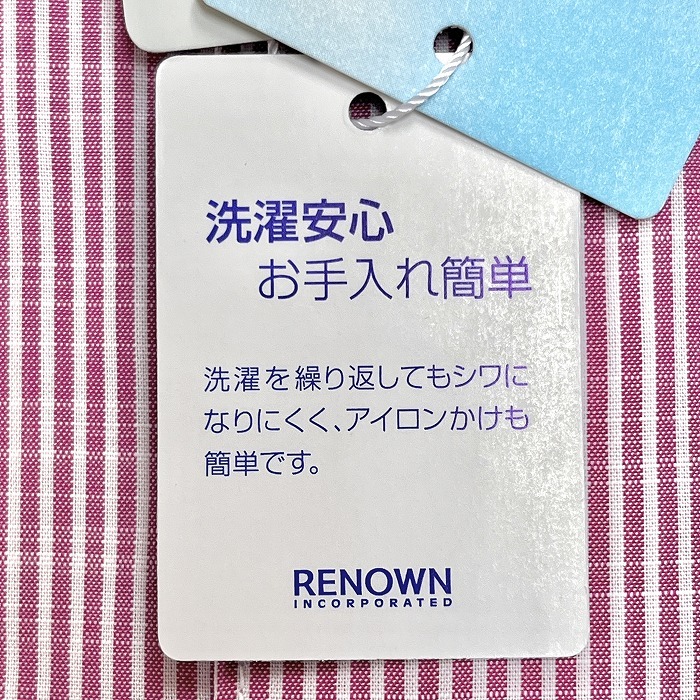 洗濯安心
お手入れ簡単
洗濯を繰り返してもシワに
なりにくく、アイロンかけも
簡単です。
RENOWN
INCORPORATED